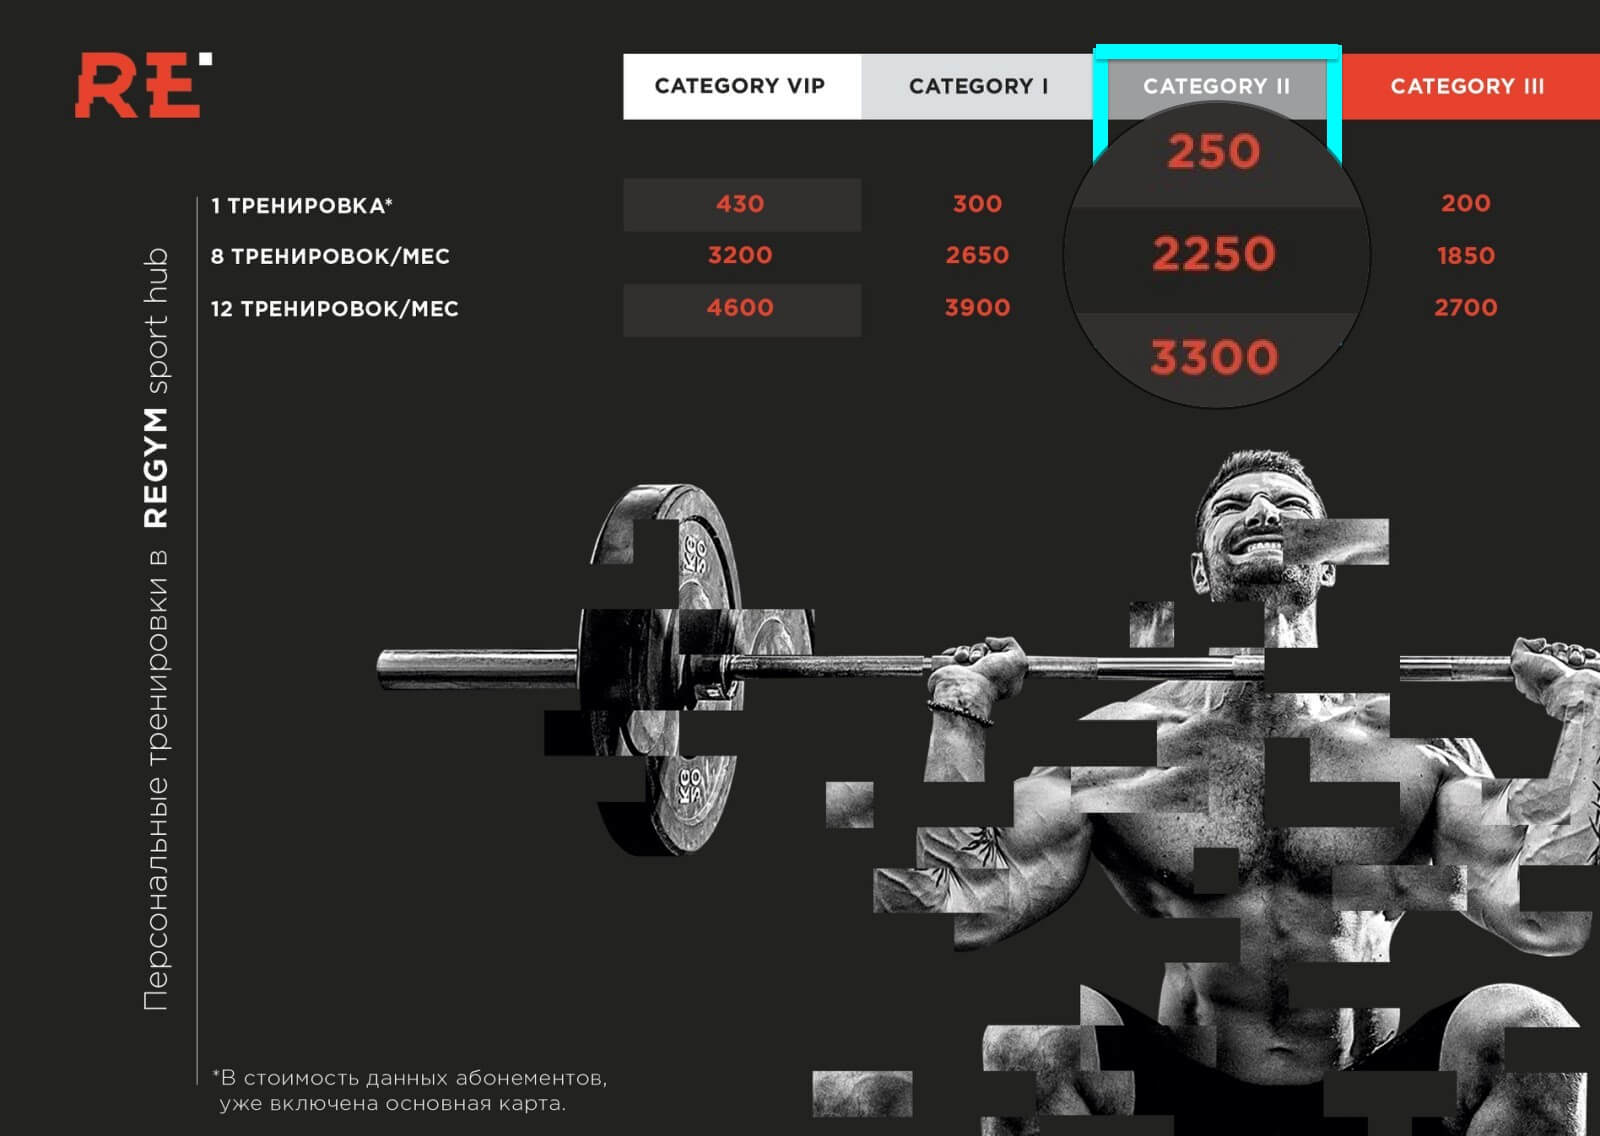 RE
CATEGORY VIP CATEGORY I CATEGORY II CATEGORY III
1 ТРЕНИРОВКА* 430 300 250 200
8 ТРЕНИРОВОК/МЕС 3200 2650 2250 1850
12 ТРЕНИРОВОК/МЕС 4600 3900 3300 2700
Персональные тренировки в REGYM sport hub
KG
50
KG
50
*В стоимость данных абонементов,
уже включена основная карта.